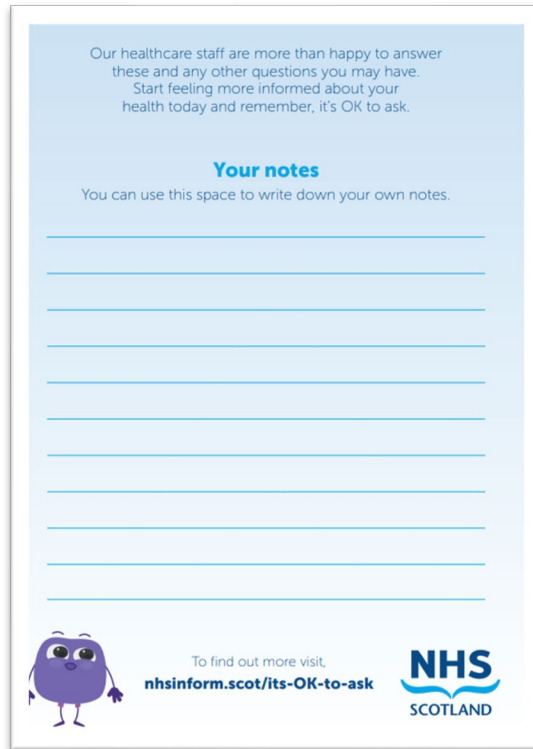 Our healthcare staff are more than happy to answer
these and any other questions you may have.
Start feeling more informed about your
health today and remember, it's OK to ask.
Your notes
You can use this space to write down your own notes.
To find out more visit,
nhsinform.scot/its-OK-to-ask
NHS
SCOTLAND